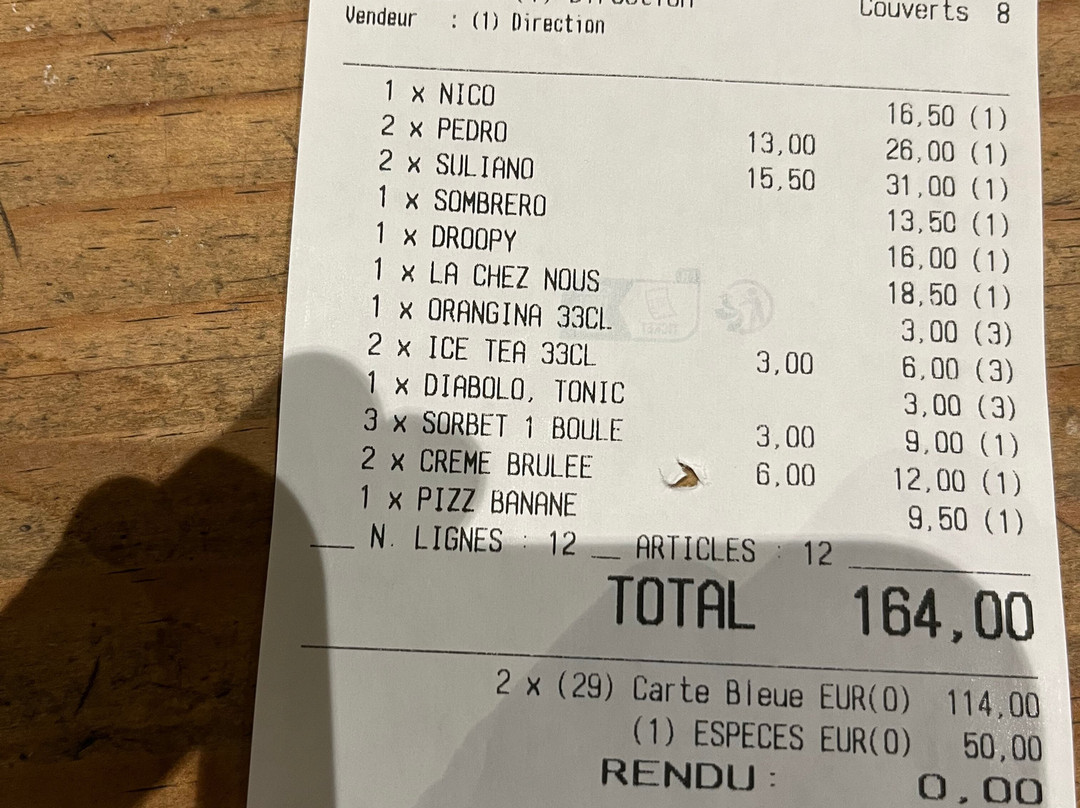 Direction
Couverts 8
Vendeur : (1) Direction
1 x NICO 16,50 (1)
2 x PEDRO 13,00 26,00 (1)
2 x SULIANO 15,50 31,00 (1)
1 x SOMBRERO 13,50 (1)
1 x DROOPY 16,00 (1)
1 x LA CHEZ NOUS 18,50 (1)
1 x ORANGINA 33CL 3,00 (3)
2 x ICE TEA 33CL 3,00 6,00 (3)
1 x DIABOLO, TONIC 3,00 (3)
3 x SORBET 1 BOULE 3,00 9,00 (1)
2 x CREME BRULEE 6,00 12,00 (1)
1 x PIZZ BANANE 9,50 (1)
N. LIGNES : 12 __ ARTICLES : 12
TOTAL 164,00
2 x (29) Carte Bleue EUR(0) 114,00
(1) ESPECES EUR(0) 50,00
RENDU : 0,00